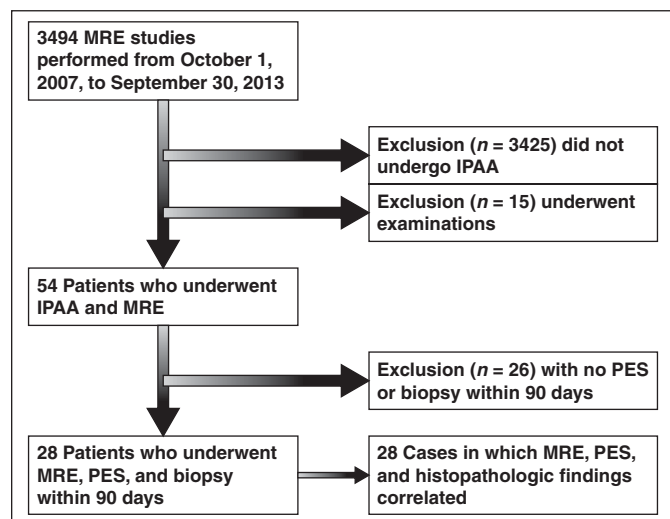 3494 MRE studies
performed from October 1,
2007, to September 30, 2013
Exclusion (n = 3425) did not
undergo IPAA
Exclusion (n = 15) underwent
examinations
54 Patients who underwent
IPAA and MRE
Exclusion (n = 26) with no PES
or biopsy within 90 days
28 Patients who underwent
MRE, PES, and biopsy
within 90 days
28 Cases in which MRE, PES,
and histopathologic findings
correlated